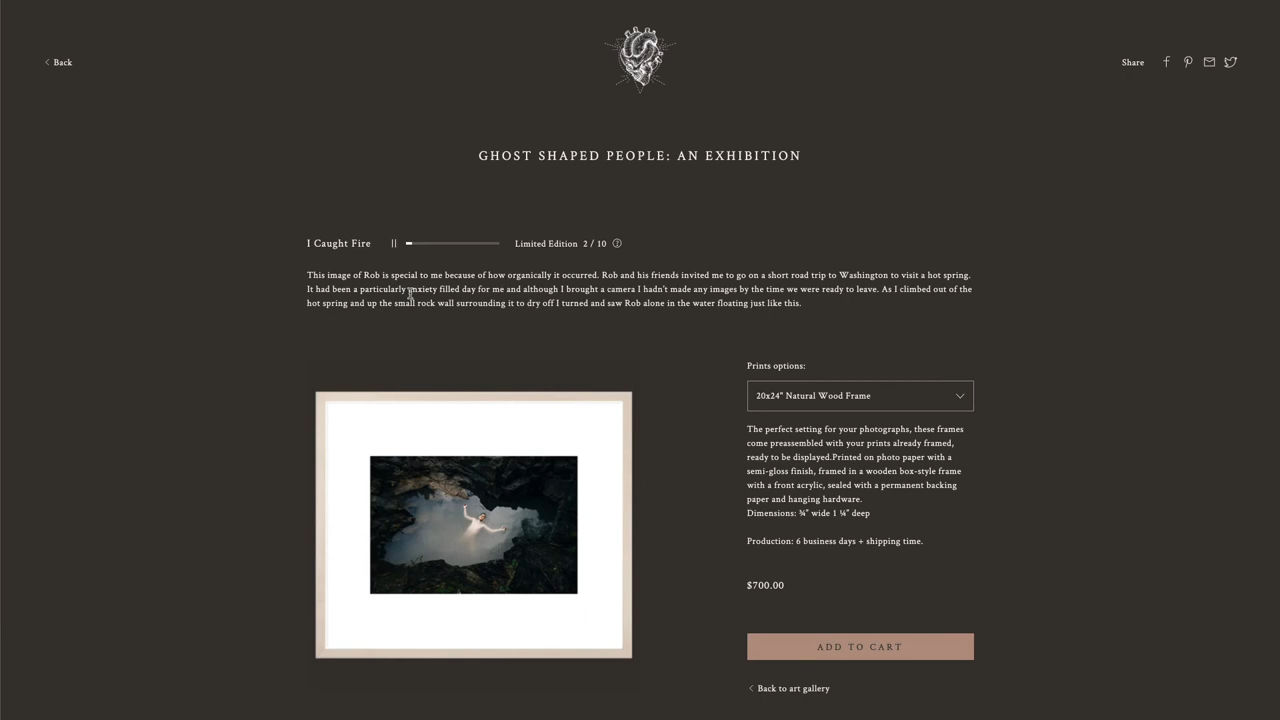 Back
Share
GHOST SHAPED PEOPLE: AN EXHIBITION
I Caught Fire
Limited Edition 2 / 10
This image of Rob is special to me because of how organically it occurred. Rob and his friends invited me to go on a short road trip to Washington to visit a hot spring.
It had been a particularly anxiety filled day for me and although I brought a camera I hadn't made any images by the time we were ready to leave. As I climbed out of the
hot spring and up the small rock wall surrounding it to dry off I turned and saw Rob alone in the water floating just like this.
Prints options:
20x24" Natural Wood Frame
The perfect setting for your photographs, these frames
come preassembled with your prints already framed,
ready to be displayed.Printed on photo paper with a
semi-gloss finish, framed in a wooden box-style frame
with a front acrylic, sealed with a permanent backing
paper and hanging hardware.
Dimensions: ¾" wide 1 ¼" deep
Production: 6 business days + shipping time.
$700.00
ADD TO CART
Back to art gallery